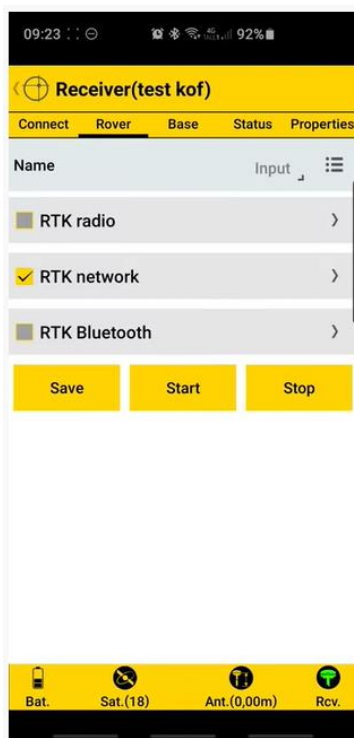 09:23
4G
92%
Receiver(test kof)
Connect Rover Base Status Properties
Name Input
RTK radio
RTK network
RTK Bluetooth
Save Start Stop
Bat. Sat.(18) Ant.(0,00m) Rcv.